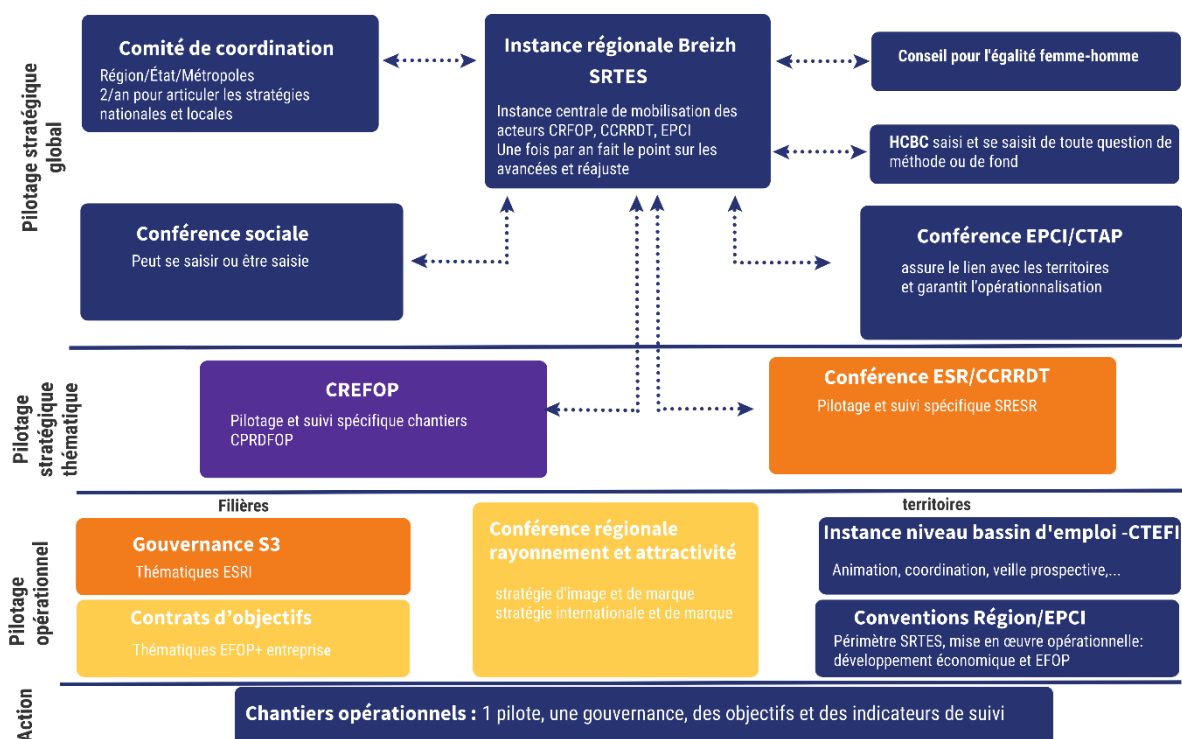 Pilotage stratégique
global
Comité de coordination
Région/État/Métropoles
2/an pour articuler les stratégies
nationales et locales
Instance régionale Breizh
SRTES
Instance centrale de mobilisation des
acteurs CRFOP, CCRRDT, EPCI
Une fois par an fait le point sur les
avancées et réajuste
Conseil pour l'égalité femme-homme
HCBC saisi et se saisit de toute question de
méthode ou de fond
Conférence sociale
Peut se saisir ou être saisie
Conférence EPCI/CTAP
assure le lien avec les territoires
et garantit l'opérationnalisation
Pilotage
stratégique
thématique
CREFOP
Pilotage et suivi spécifique chantiers
CPRDFOP
Conférence ESR/CCRRDT
Pilotage et suivi spécifique SRESR
Pilotage
opérationnel
Filières
territoires
Gouvernance S3
Thématiques ESRI
Contrats d'objectifs
Thématiques EFOP+ entreprise
Conférence régionale
rayonnement et attractivité
stratégie d'image et de marque
stratégie internationale et de marque
Instance niveau bassin d'emploi -CTEFI
Animation, coordination, veille prospective,...
Conventions Région/EPCI
Périmètre SRTES, mise en œuvre opérationnelle:
développement économique et EFOP
Action
Chantiers opérationnels : 1 pilote, une gouvernance, des objectifs et des indicateurs de suivi